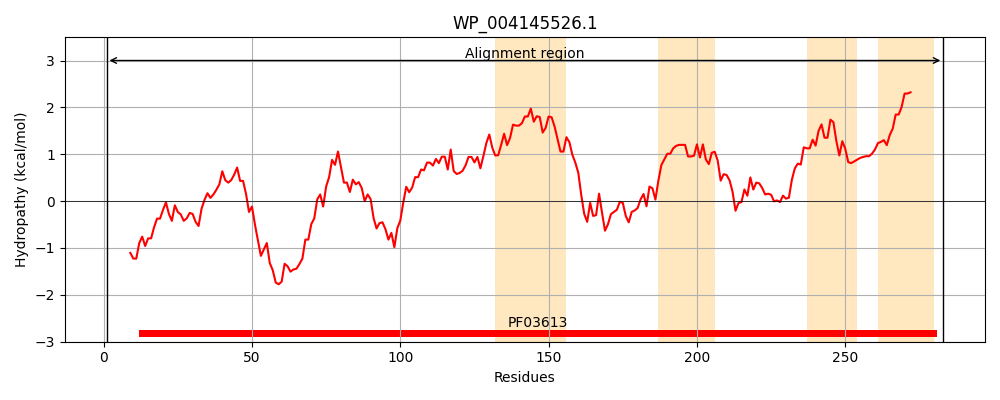 WP_004145526.1
Alignment region
PF03613
Hydropathy (kcal/mol)
3
2
1
0
−1
−2
−3
0
50
100
150
200
250
Residues